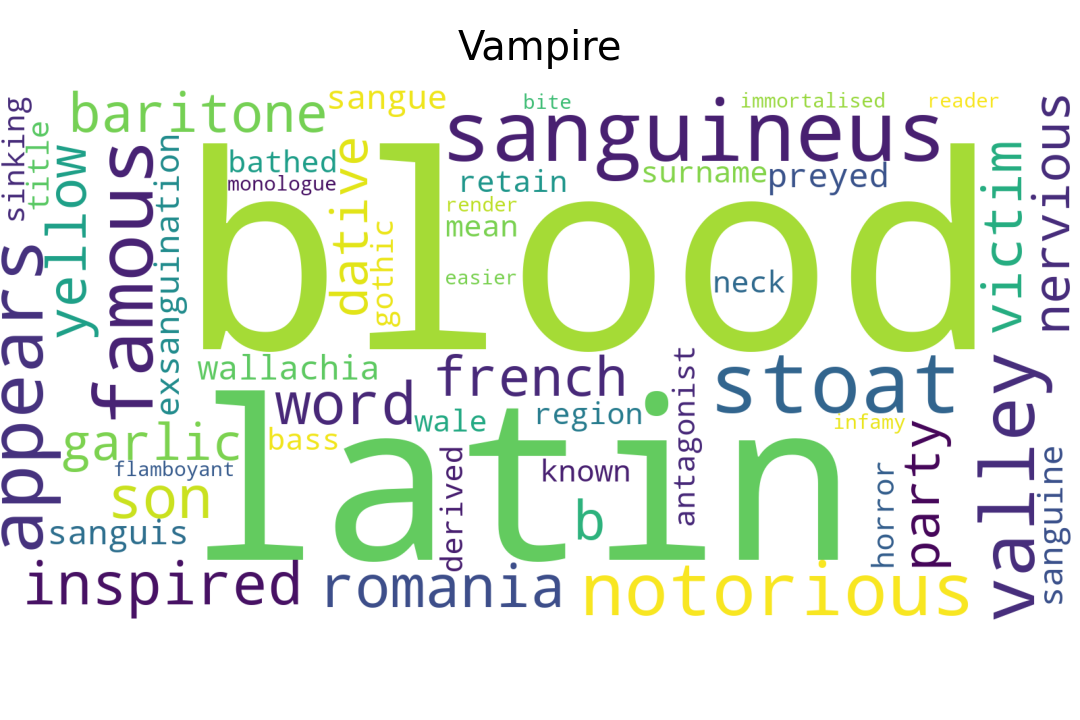 Vampire
sinking
title
baritone
sangue
bite
immortalised
reader
nervious
sanguineus
yellow
famous
exsanguination
bathed
monologue
dative
gothic
retain
surname
preyed
victim
render
mean
easier
blood
neck
appears
wallachia
french
antagonist
stoat
valley
word
wale
region
infamy
garlic
bass
latin
party
flamboyant
known
derived
horror
sanguine
son
b
sanguis
inspired
romania
notorious